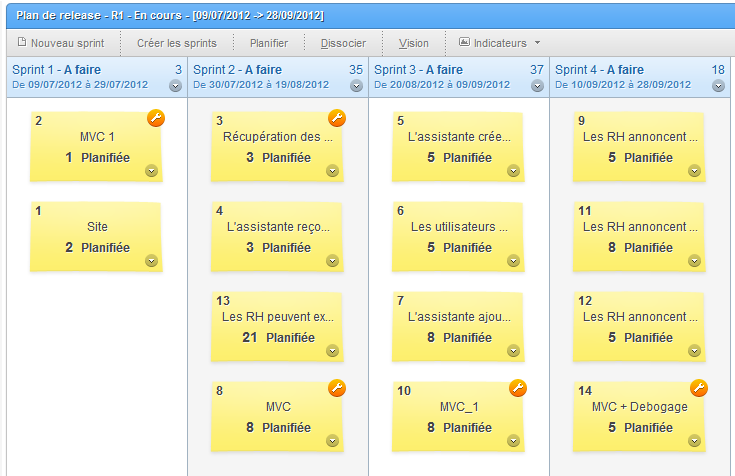 Plan de release - R1 - En cours - [09/07/2012 -> 28/09/2012]
Nouveau sprint Créer les sprints Planifier Dissocier Vision Indicateurs
Sprint 1 - A faire 3
De 09/07/2012 à 29/07/2012
2
MVC 1
1 Planifiée
1
Site
2 Planifiée
Sprint 2 - A faire 35
De 30/07/2012 à 19/08/2012
3
Récupération des ...
3 Planifiée
4
L'assistante reço...
3 Planifiée
13
Les RH peuvent ex...
21 Planifiée
8
MVC
8 Planifiée
Sprint 3 - A faire 37
De 20/08/2012 à 09/09/2012
5
L'assistante crée...
5 Planifiée
6
Les utilisateurs ...
5 Planifiée
7
L'assistante ajou...
8 Planifiée
10
MVC_1
8 Planifiée
Sprint 4 - A faire 18
De 10/09/2012 à 28/09/2012
9
Les RH annoncent ...
5 Planifiée
11
Les RH annoncent ...
8 Planifiée
12
Les RH annoncent ...
5 Planifiée
14
MVC + Debogage
5 Planifiée